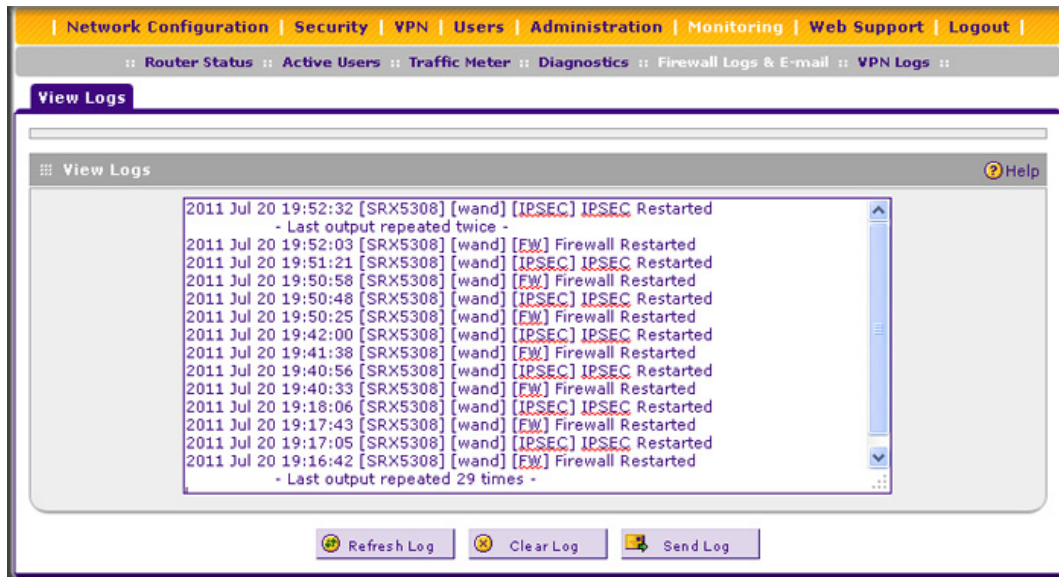 | Network Configuration | Security | VPN | Users | Administration | Monitoring | Web Support | Logout |
:: Router Status :: Active Users :: Traffic Meter :: Diagnostics :: Firewall Logs & E-mail :: VPN Logs ::
View Logs
View Logs
? Help
2011 Jul 20 19:52:32 [SRX5308] [wand] [IPSEC] IPSEC Restarted
- Last output repeated twice -
2011 Jul 20 19:52:03 [SRX5308] [wand] [FW] Firewall Restarted
2011 Jul 20 19:51:21 [SRX5308] [wand] [IPSEC] IPSEC Restarted
2011 Jul 20 19:50:58 [SRX5308] [wand] [FW] Firewall Restarted
2011 Jul 20 19:50:48 [SRX5308] [wand] [IPSEC] IPSEC Restarted
2011 Jul 20 19:50:25 [SRX5308] [wand] [FW] Firewall Restarted
2011 Jul 20 19:42:00 [SRX5308] [wand] [IPSEC] IPSEC Restarted
2011 Jul 20 19:41:38 [SRX5308] [wand] [FW] Firewall Restarted
2011 Jul 20 19:40:56 [SRX5308] [wand] [IPSEC] IPSEC Restarted
2011 Jul 20 19:40:33 [SRX5308] [wand] [FW] Firewall Restarted
2011 Jul 20 19:18:06 [SRX5308] [wand] [IPSEC] IPSEC Restarted
2011 Jul 20 19:17:43 [SRX5308] [wand] [FW] Firewall Restarted
2011 Jul 20 19:17:05 [SRX5308] [wand] [IPSEC] IPSEC Restarted
2011 Jul 20 19:16:42 [SRX5308] [wand] [FW] Firewall Restarted
- Last output repeated 29 times -
Refresh Log Clear Log Send Log